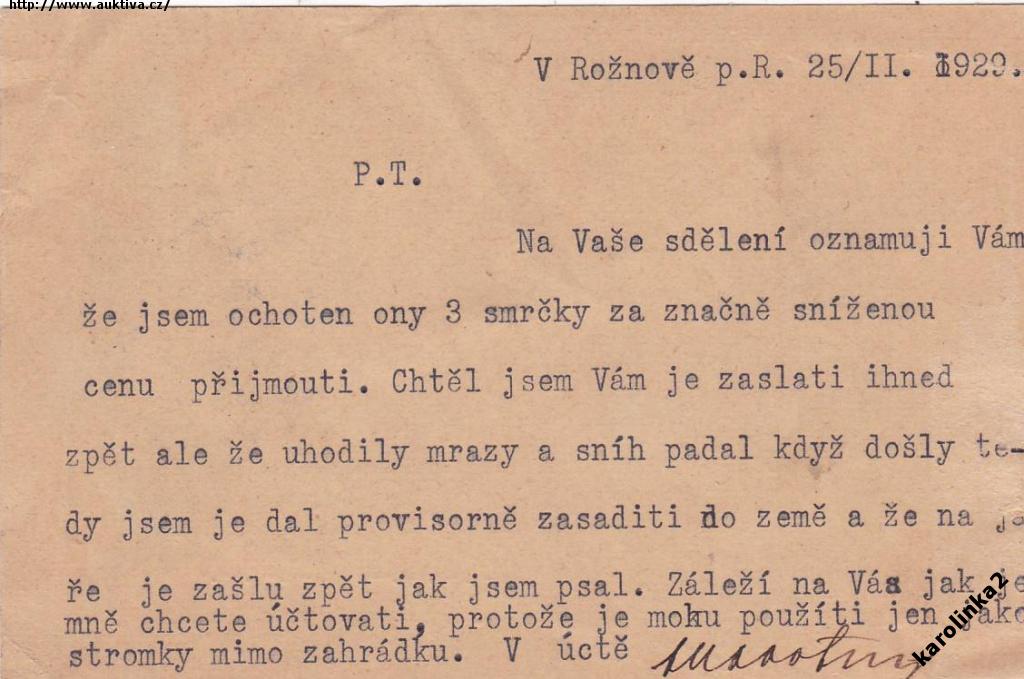 http://www.auktiva.cz/
V Rožnově p.R. 25/II. 1929.
P.T.
Na Vaše sdělení oznamuji Vám
že jsem ochoten ony 3 smrčky za značně sníženou
cenu přijmouti. Chtěl jsem Vám je zaslati ihned
zpět ale že uhodily mrazy a sníh padal když došly te-
dy jsem je dal provisorně zasaditi do země a že na ja
ře je zašlu zpět jak jsem psal. Záleží na Vás jak je
mně chcete účtovati, protože je moku použíti jen jako
stromky mimo zahrádku. V úctě
karolinka2